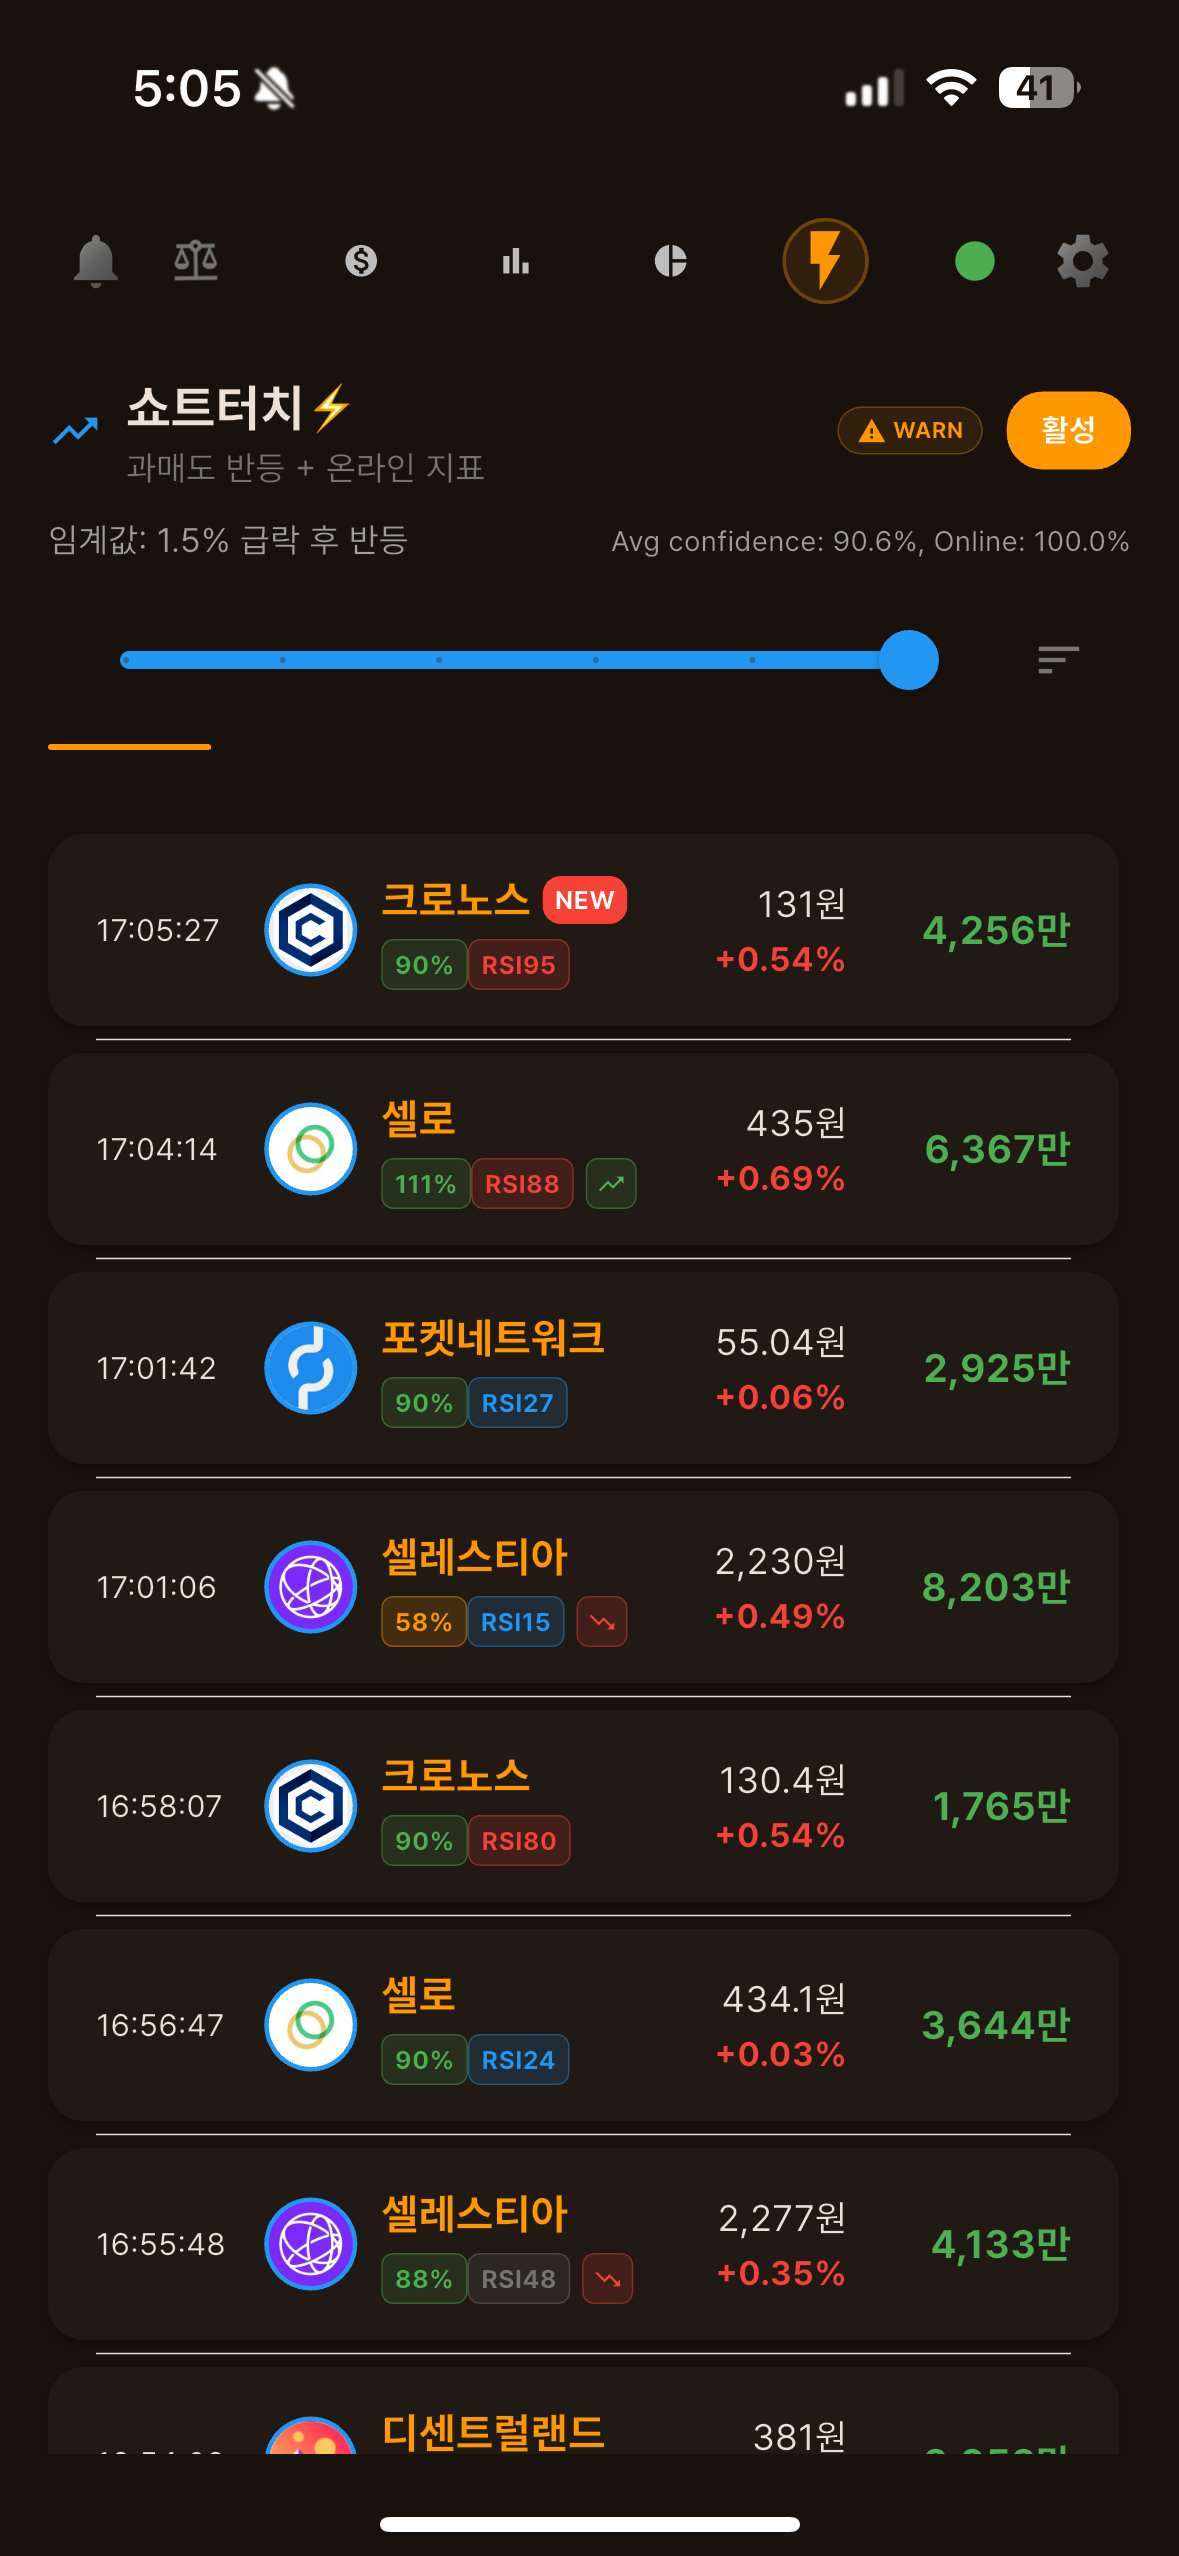 5:05
41
쇼트터치⚡
과매도 반등 + 온라인 지표
WARN
활성
임계값: 1.5% 급락 후 반등
Avg confidence: 90.6%, Online: 100.0%
17:05:27
크로노스 NEW
90% RSI95
131원
+0.54%
4,256만
17:04:14
셀로
111% RSI88
435원
+0.69%
6,367만
17:01:42
포켓네트워크
90% RSI27
55.04원
+0.06%
2,925만
17:01:06
셀레스티아
58% RSI15
2,230원
+0.49%
8,203만
16:58:07
크로노스
90% RSI80
130.4원
+0.54%
1,765만
16:56:47
셀로
90% RSI24
434.1원
+0.03%
3,644만
16:55:48
셀레스티아
88% RSI48
2,277원
+0.35%
4,133만
디센트럴랜드
381원